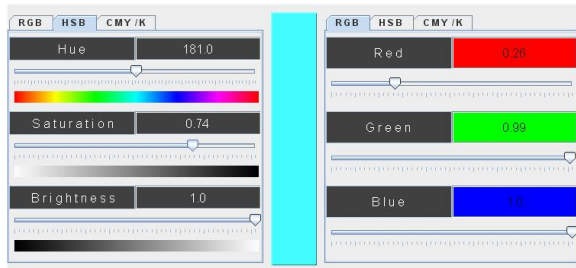 RGB HSB CMY/K
Hue 181.0
Saturation 0.74
Brightness 1.0
RGB HSB CMY/K
Red 0.26
Green 0.99
Blue 1.0